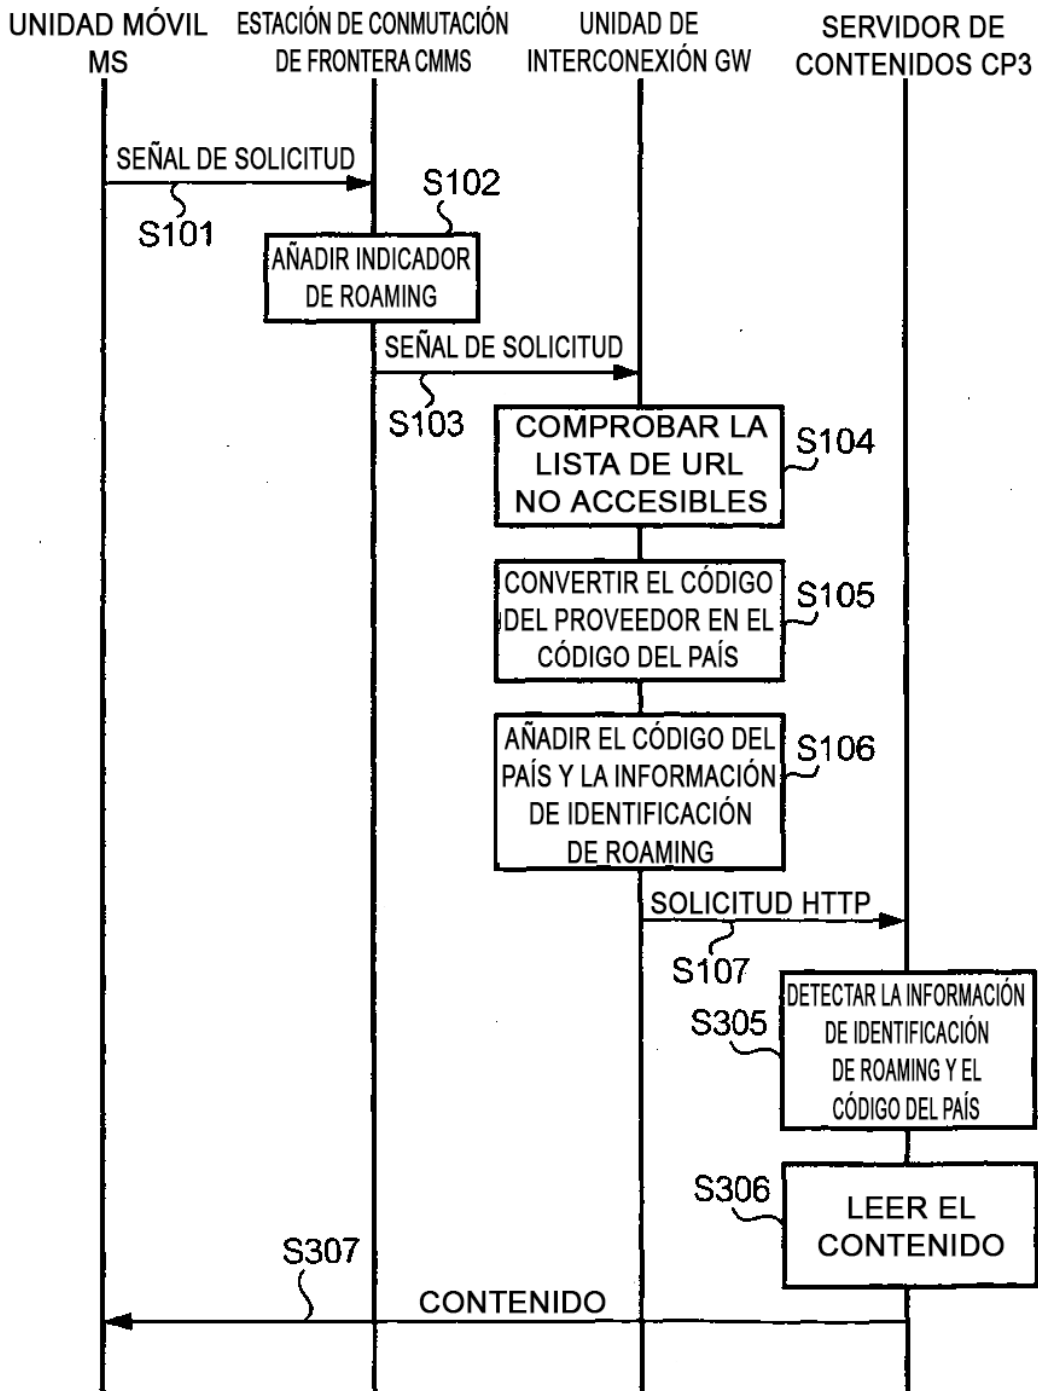 UNIDAD MÓVIL
MS
ESTACIÓN DE CONMUTACIÓN
DE FRONTERA CMMS
UNIDAD DE
INTERCONEXIÓN GW
SERVIDOR DE
CONTENIDOS CP3
SEÑAL DE SOLICITUD
S101
S102
AÑADIR INDICADOR
DE ROAMING
SEÑAL DE SOLICITUD
S103
COMPROBAR LA
LISTA DE URL
NO ACCESIBLES
S104
CONVERTIR EL CÓDIGO
DEL PROVEEDOR EN EL
CÓDIGO DEL PAÍS
S105
AÑADIR EL CÓDIGO DEL
PAÍS Y LA INFORMACIÓN
DE IDENTIFICACIÓN
DE ROAMING
S106
SOLICITUD HTTP
S107
DETECTAR LA INFORMACIÓN
DE IDENTIFICACIÓN
DE ROAMING Y EL
CÓDIGO DEL PAÍS
S305
S306
LEER EL
CONTENIDO
S307
CONTENIDO